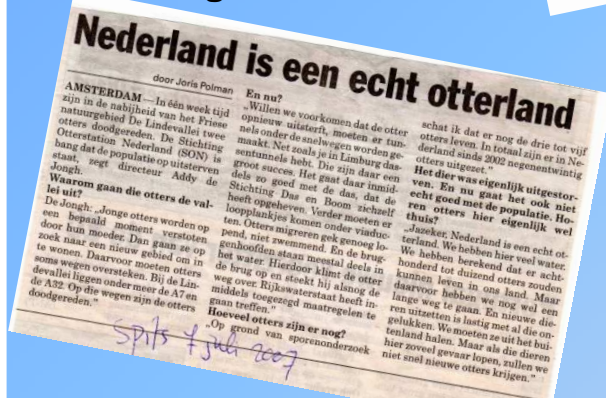 Nederland is een echt otterland
door Joris Polman
AMSTERDAM — In één week tijd
zijn in de nabijheid van het Friese
natuurgebied De Lindevallei twee
otters doodgereden. De Stichting
Otterstation Nederland (SON) is
bang dat de populatie op uitsterven
staat, zegt directeur Addy de
Jongh.
Waarom gaan die otters de val-
lei uit?
De Jongh: „Jonge otters worden op
een bepaald moment verstoten
door hun moeder. Dan gaan ze op
zoek naar een nieuw gebied om in
te wonen. Daarvoor moeten otters
soms wegen oversteken. Bij de Lin-
devallei liggen onder meer de A7 en
de A32. Op die wegen zijn de otters
doodgereden.”
En nu?
„Willen we voorkomen dat de otter
opnieuw uitsterft, moeten er tun-
nels onder de snelwegen worden ge-
maakt. Net zoals je in Limburg das-
sentunnels hebt. Die zijn daar een
groot succes. Het gaat daar inmid-
dels zo goed met de das, dat de
Stichting Das en Boom zichzelf
heeft opgeheven. Verder moeten er
loopplankjes komen onder viaduc-
ten. Otters migreren gek genoeg lo-
pend, niet zwemmend. En de brug-
genhoofden staan meestal deels in
het water. Hierdoor klimt de otter
de brug op en steekt hij alsnog de
weg over. Rijkswaterstaat heeft in-
middels toegezegd maatregelen te
gaan treffen.”
Hoeveel otters zijn er nog?
„Op grond van sporenonderzoek
schat ik dat er nog de drie tot vijf
otters leven. In totaal zijn er in Ne-
derland sinds 2002 negenentwintig
otters uitgezet.”
Het dier was eigenlijk uitgestor-
ven. En nu gaat het ook niet
echt goed met de populatie. Ho-
ren otters hier eigenlijk wel
thuis?
„Jazeker, Nederland is een echt ot-
terland. We hebben hier veel water.
We hebben berekend dat er acht-
honderd tot duizend otters zouden
kunnen leven in ons land. Maar
daarvoor hebben we nog wel een
lange weg te gaan. En nieuwe die-
ren uitzetten is lastig met al die on-
gelukken. We moeten ze uit het bui-
tenland halen. Maar als die dieren
hier zoveel gevaar lopen, zullen we
niet snel nieuwe otters krijgen.”
Spits 7 juli 2007